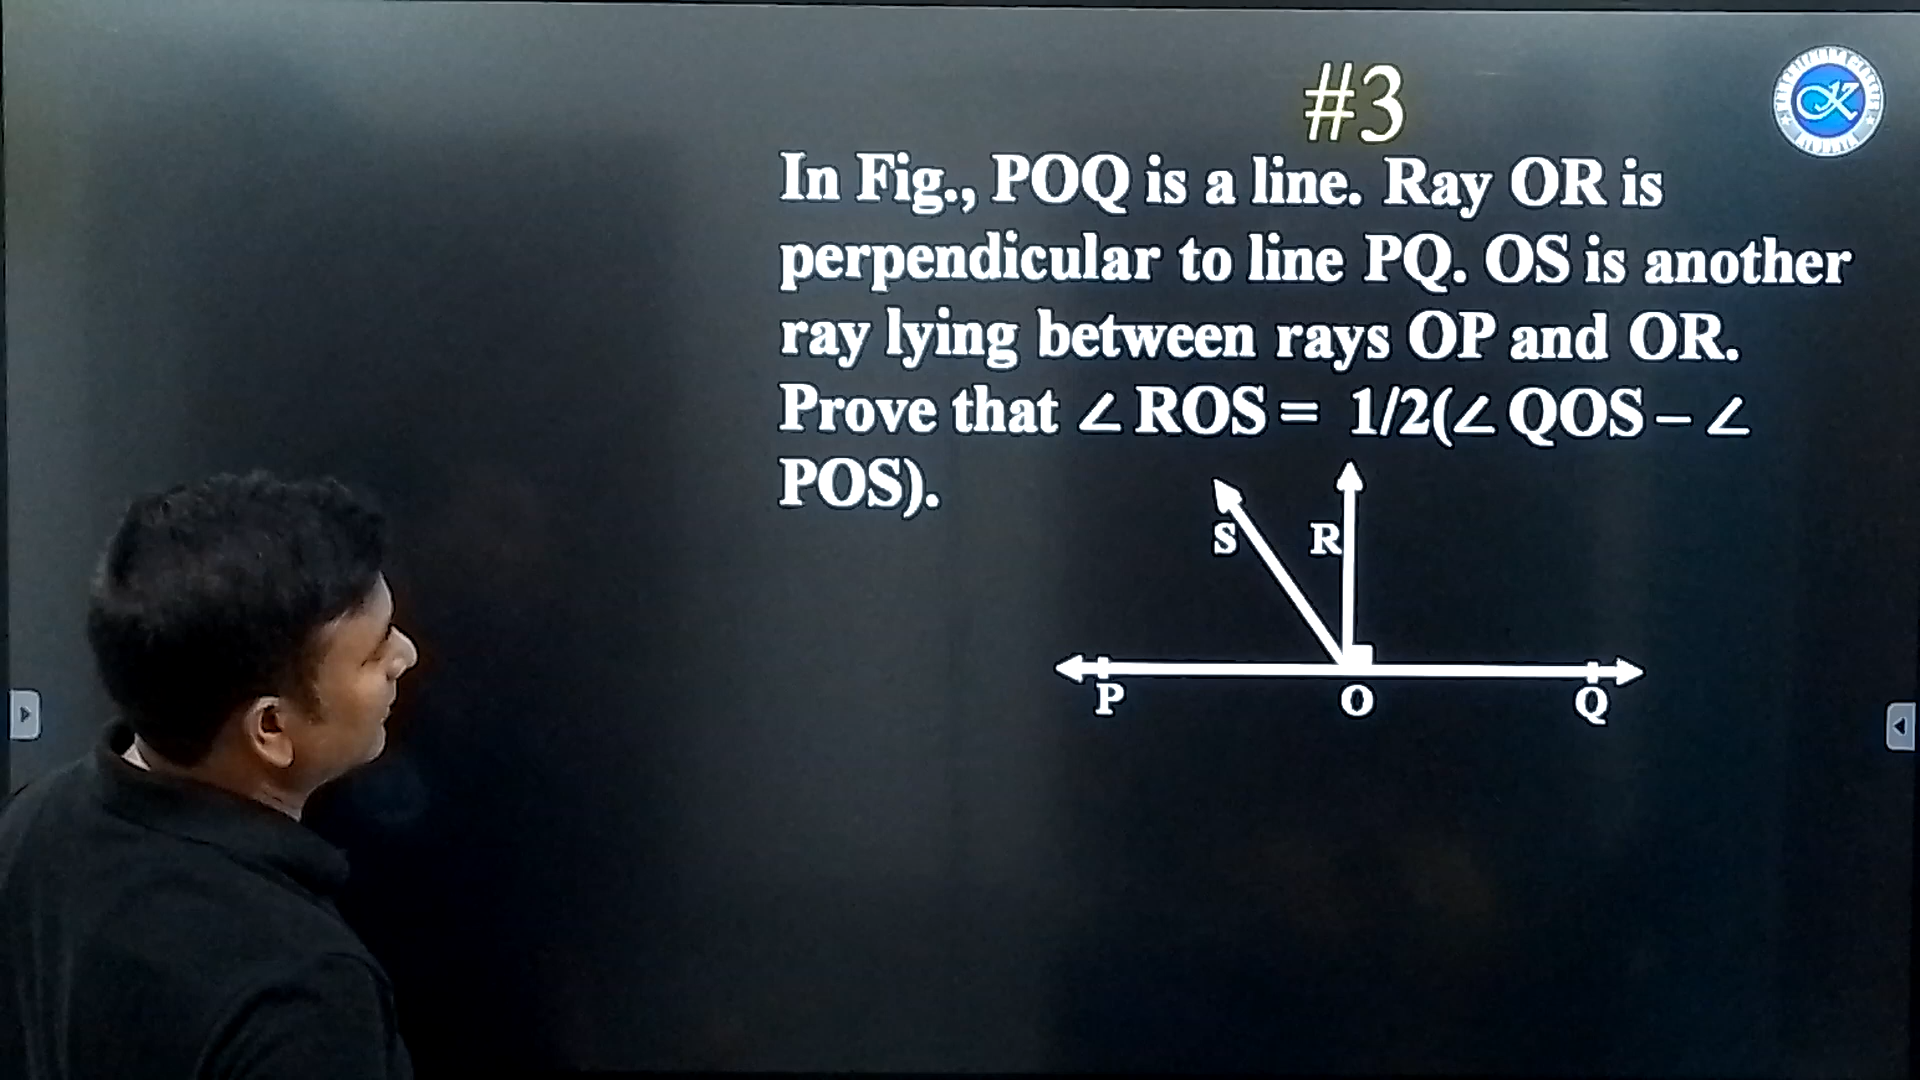 #3
In Fig., POQ is a line. Ray OR is
perpendicular to line PQ. OS is another
ray lying between rays OP and OR.
Prove that ∠ ROS = 1/2(∠ QOS – ∠
POS).
S R
P O Q